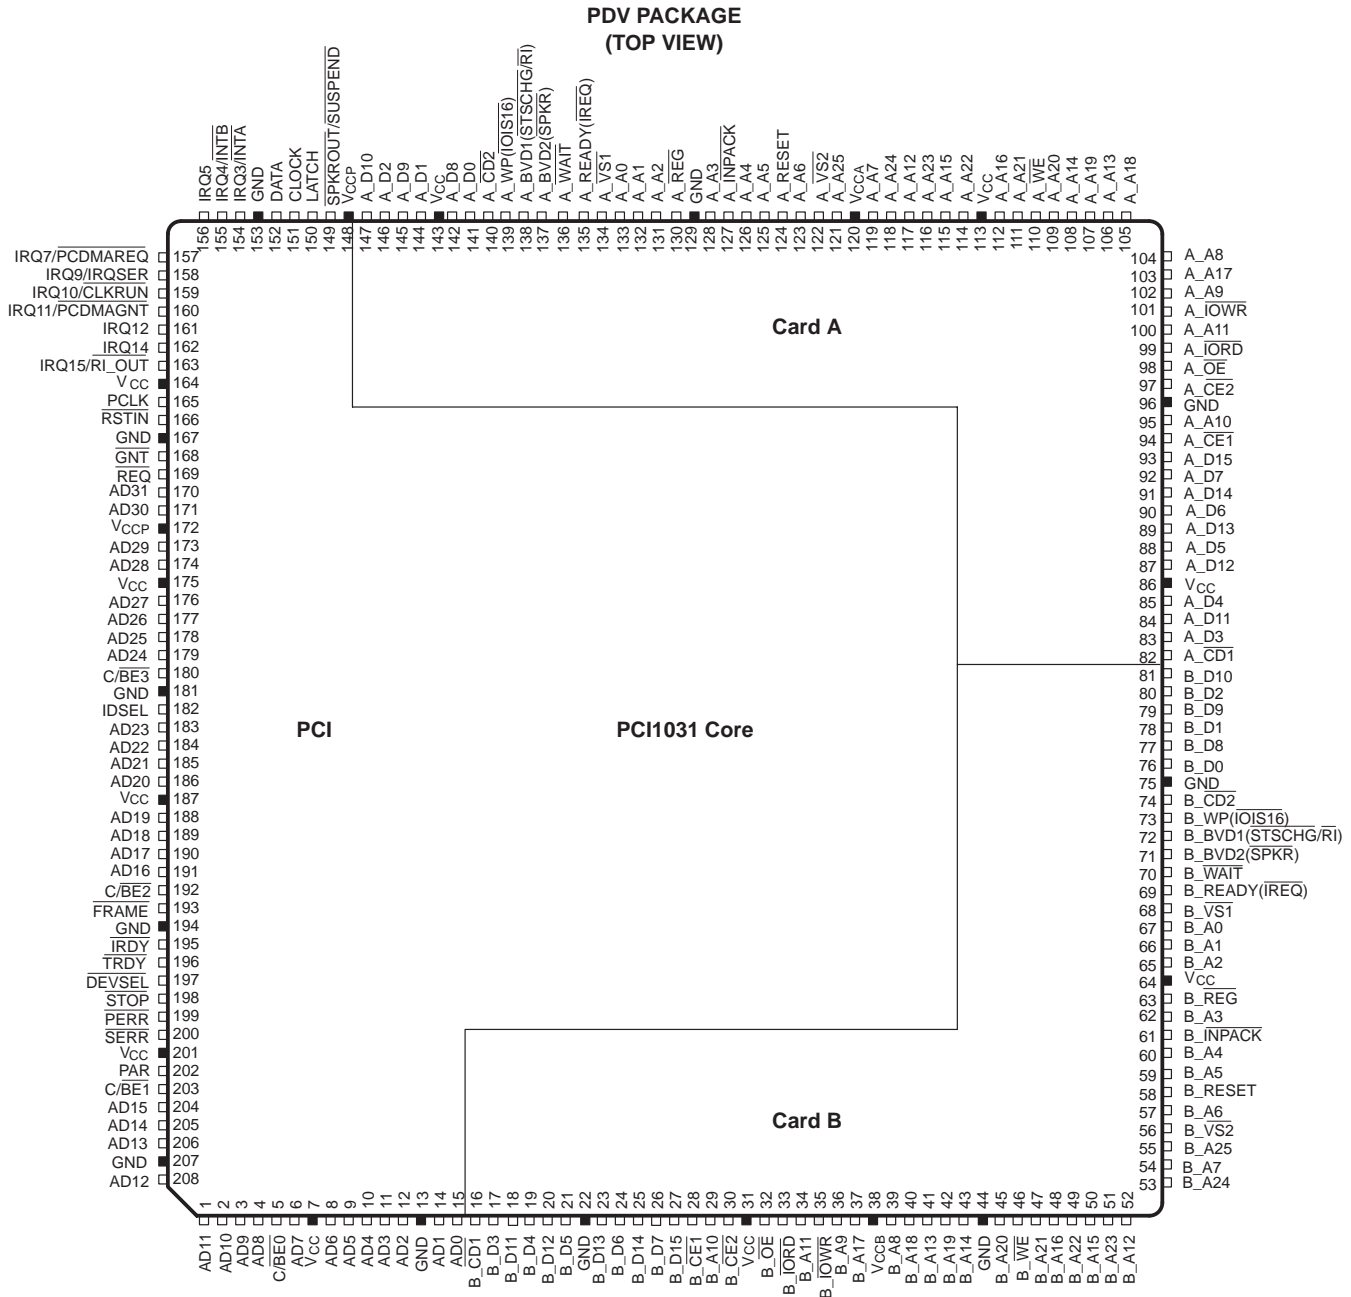 PDV PACKAGE
(TOP VIEW)
IRQ5
IRQ4/INTB
IRQ3/INTA
GND
DATA
CLOCK
LATCH
SPKROUT/SUSPEND
VCCP
A_D10
A_D2
A_D9
A_D1
VCC
A_D8
A_D0
A_CD2
A_WP(IOIS16)
A_BVD1(STSCHG/RI)
A_BVD2(SPKR)
A_WAIT
A_READY(IREQ)
A_VS1
A_A0
A_A1
A_A2
A_REG
GND
A_A3
A_INPACK
A_A4
A_A5
A_RESET
A_A6
A_VS2
A_A25
VCCA
A_A7
A_A24
A_A12
A_A23
A_A15
A_A22
VCC
A_A16
A_A21
A_WE
A_A20
A_A14
A_A19
A_A13
A_A18
156
155
154
153
152
151
150
149
148
147
146
145
144
143
142
141
140
139
138
137
136
135
134
133
132
131
130
129
128
127
126
125
124
123
122
121
120
119
118
117
116
115
114
113
112
111
110
109
108
107
106
105
IRQ7/PCDMAREQ 157
IRQ9/IRQSER 158
IRQ10/CLKRUN 159
IRQ11/PCDMAGNT 160
IRQ12 161
IRQ14 162
IRQ15/RI_OUT 163
VCC 164
PCLK 165
RSTIN 166
GND 167
GNT 168
REQ 169
AD31 170
AD30 171
VCCP 172
AD29 173
AD28 174
VCC 175
AD27 176
AD26 177
AD25 178
AD24 179
C/BE3 180
GND 181
IDSEL 182
AD23 183
AD22 184
AD21 185
AD20 186
VCC 187
AD19 188
AD18 189
AD17 190
AD16 191
C/BE2 192
FRAME 193
GND 194
IRDY 195
TRDY 196
DEVSEL 197
STOP 198
PERR 199
SERR 200
VCC 201
PAR 202
C/BE1 203
AD15 204
AD14 205
AD13 206
GND 207
AD12 208
Card A
PCI
PCI1031 Core
Card B
104 A_A8
103 A_A17
102 A_A9
101 A_IOWR
100 A_A11
99 A_IORD
98 A_OE
97 A_CE2
96 GND
95 A_A10
94 A_CE1
93 A_D15
92 A_D7
91 A_D14
90 A_D6
89 A_D13
88 A_D5
87 A_D12
86 VCC
85 A_D4
84 A_D11
83 A_D3
82 A_CD1
81 B_D10
80 B_D2
79 B_D9
78 B_D1
77 B_D8
76 B_D0
75 GND
74 B_CD2
73 B_WP(IOIS16)
72 B_BVD1(STSCHG/RI)
71 B_BVD2(SPKR)
70 B_WAIT
69 B_READY(IREQ)
68 B_VS1
67 B_A0
66 B_A1
65 B_A2
64 VCC
63 B_REG
62 B_A3
61 B_INPACK
60 B_A4
59 B_A5
58 B_RESET
57 B_A6
56 B_VS2
55 B_A25
54 B_A7
53 B_A24
1
2
3
4
5
6
7
8
9
10
11
12
13
14
15
16
17
18
19
20
21
22
23
24
25
26
27
28
29
30
31
32
33
34
35
36
37
38
39
40
41
42
43
44
45
46
47
48
49
50
51
52
AD11
AD10
AD9
AD8
C/BE0
AD7
VCC
AD6
AD5
AD4
AD3
AD2
GND
AD1
AD0
B_CD1
B_D3
B_D11
B_D4
B_D12
B_D5
GND
B_D13
B_D6
B_D14
B_D7
B_D15
B_CE1
B_A10
B_CE2
VCC
B_OE
B_IORD
B_A11
B_IOWR
B_A9
B_A17
VCCB
B_A8
B_A18
B_A13
B_A19
B_A14
GND
B_A20
B_WE
B_A21
B_A16
B_A22
B_A15
B_A23
B_A12